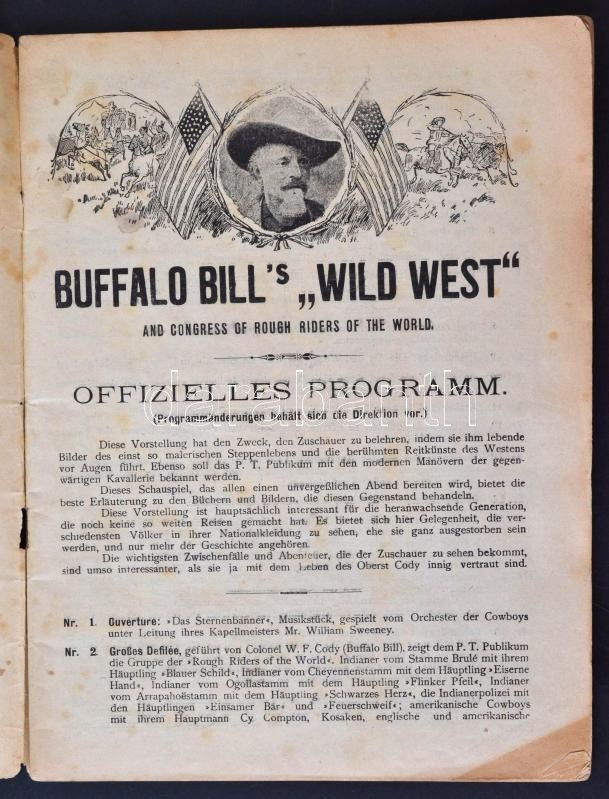 BUFFALO BILL's „WILD WEST“
AND CONGRESS OF ROUGH RIDERS OF THE WORLD.
darabanth
OFFIZIELLES PROGRAMM.
(Programmänderungen behält sich die Direktion vor.)
Diese Vorstellung hat den Zweck, den Zuschauer zu belehren, indem sie ihm lebende
Bilder des einst so malerischen Steppenlebens und die berühmten Reitkünste des Westens
vor Augen führt. Ebenso soll das P. T. Publikum mit den modernen Manövern der gegen-
wärtigen Kavallerie bekannt werden.
Dieses Schauspiel, das allen einen unvergeßlichen Abend bereiten wird, bietet die
beste Erläuterung zu den Büchern und Bildern, die diesen Gegenstand behandeln.
Diese Vorstellung ist hauptsächlich interessant für die heranwachsende Generation,
die noch keine so weiten Reisen gemacht hat. Es bietet sich hier Gelegenheit, die ver-
schiedensten Völker in ihrer Nationalkleidung zu sehen, ehe sie ganz ausgestorben sein
werden, und nur mehr der Geschichte angehören.
Die wichtigsten Zwischenfälle und Abenteuer, die der Zuschauer zu sehen bekommt,
sind umso interessanter, als sie ja mit dem Leben des Oberst Cody innig vertraut sind.
Nr. 1. Ouverture: »Das Sternenbanner«, Musikstück, gespielt vom Orchester der Cowboys
unter Leitung ihres Kapellmeisters Mr. William Sweeney.
Nr. 2. Großes Defilée, geführt von Colonel W. F. Cody (Buffalo Bill), zeigt dem P. T. Publikum
die Gruppe der »Rough Riders of the World«. Indianer vom Stamme Brulé mit ihrem
Häuptling »Blauer Schild«, Indianer vom Cheyennenstamm mit dem Häuptling »Eiserne
Hand«, Indianer vom Ogollastamm mit dem Häuptling »Flinker Pfeil«, Indianer
vom Arrapahoëstamm mit dem Häuptling »Schwarzes Herz«, die Indianerpolizei mit
den Häuptlingen »Einsamer Bär« und »Feuerschweif«; amerikanische Cowboys
mit ihrem Hauptmann Cy. Compton, Kosaken, englische und amerikanische